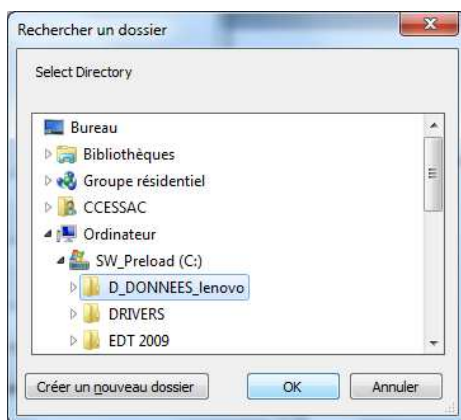 Rechercher un dossier
Select Directory
Bureau
Bibliothèques
Groupe résidentiel
CCESSAC
Ordinateur
SW_Preload (C:)
D_DONNEES_lenovo
DRIVERS
EDT 2009
Créer un nouveau dossier OK Annuler